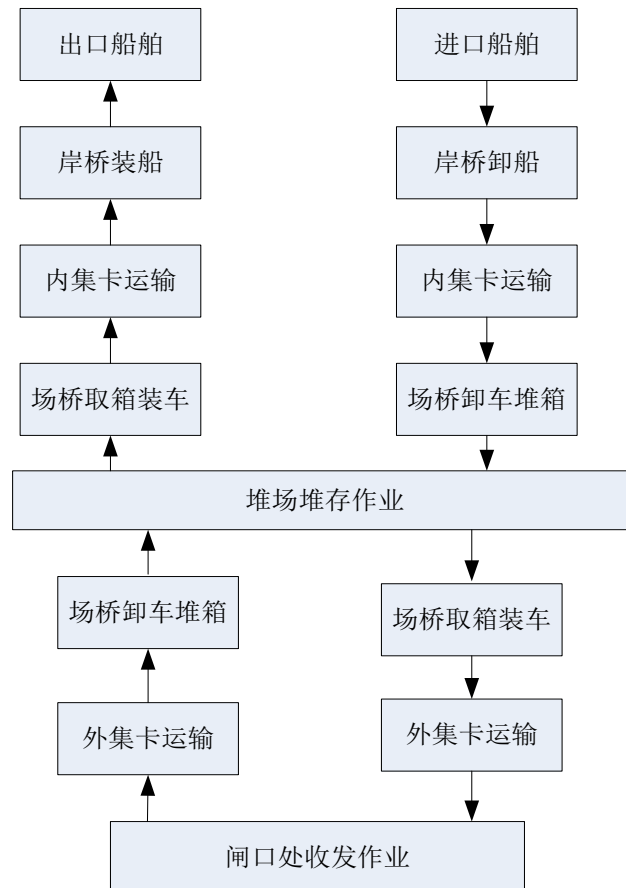 出口船舶
进口船舶
岸桥装船
岸桥卸船
内集卡运输
内集卡运输
场桥取箱装车
场桥卸车堆箱
堆场堆存作业
场桥卸车堆箱
场桥取箱装车
外集卡运输
外集卡运输
闸口处收发作业